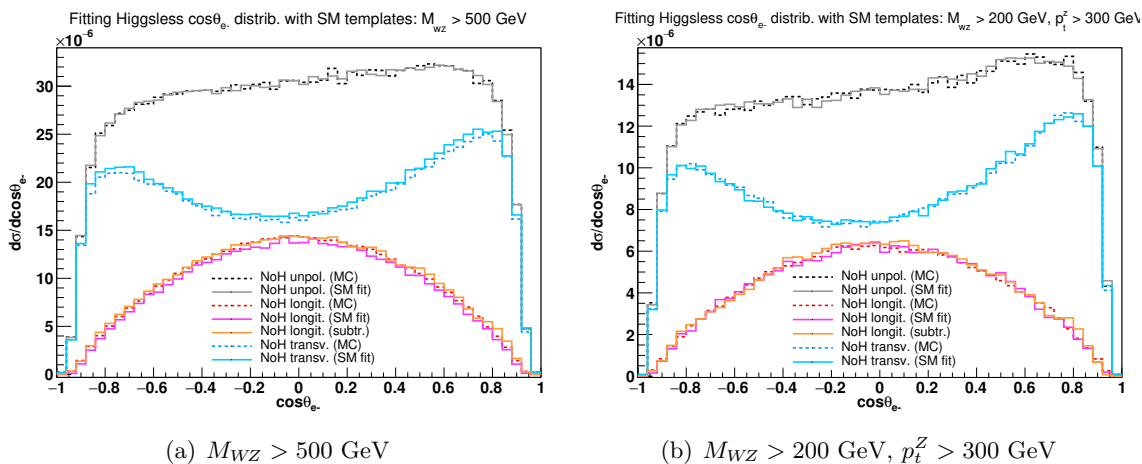 Fitting Higgsless cosθe- distrib. with SM templates: Mwz > 500 GeV
×10-6
dσ/dcosθe-
30
25
20
15
10
5
0
NoH unpol. (MC)
NoH unpol. (SM fit)
NoH longit. (MC)
NoH longit. (SM fit)
NoH longit. (subtr.)
NoH transv. (MC)
NoH transv. (SM fit)
−1 −0.8 −0.6 −0.4 −0.2 0 0.2 0.4 0.6 0.8 1
cosθe-
(a) MWZ > 500 GeV
Fitting Higgsless cosθe- distrib. with SM templates: Mwz > 200 GeV, ptz > 300 GeV
×10-6
dσ/dcosθe-
14
12
10
8
6
4
2
0
NoH unpol. (MC)
NoH unpol. (SM fit)
NoH longit. (MC)
NoH longit. (SM fit)
NoH longit. (subtr.)
NoH transv. (MC)
NoH transv. (SM fit)
−1 −0.8 −0.6 −0.4 −0.2 0 0.2 0.4 0.6 0.8 1
cosθe-
(b) MWZ > 200 GeV, ptZ > 300 GeV